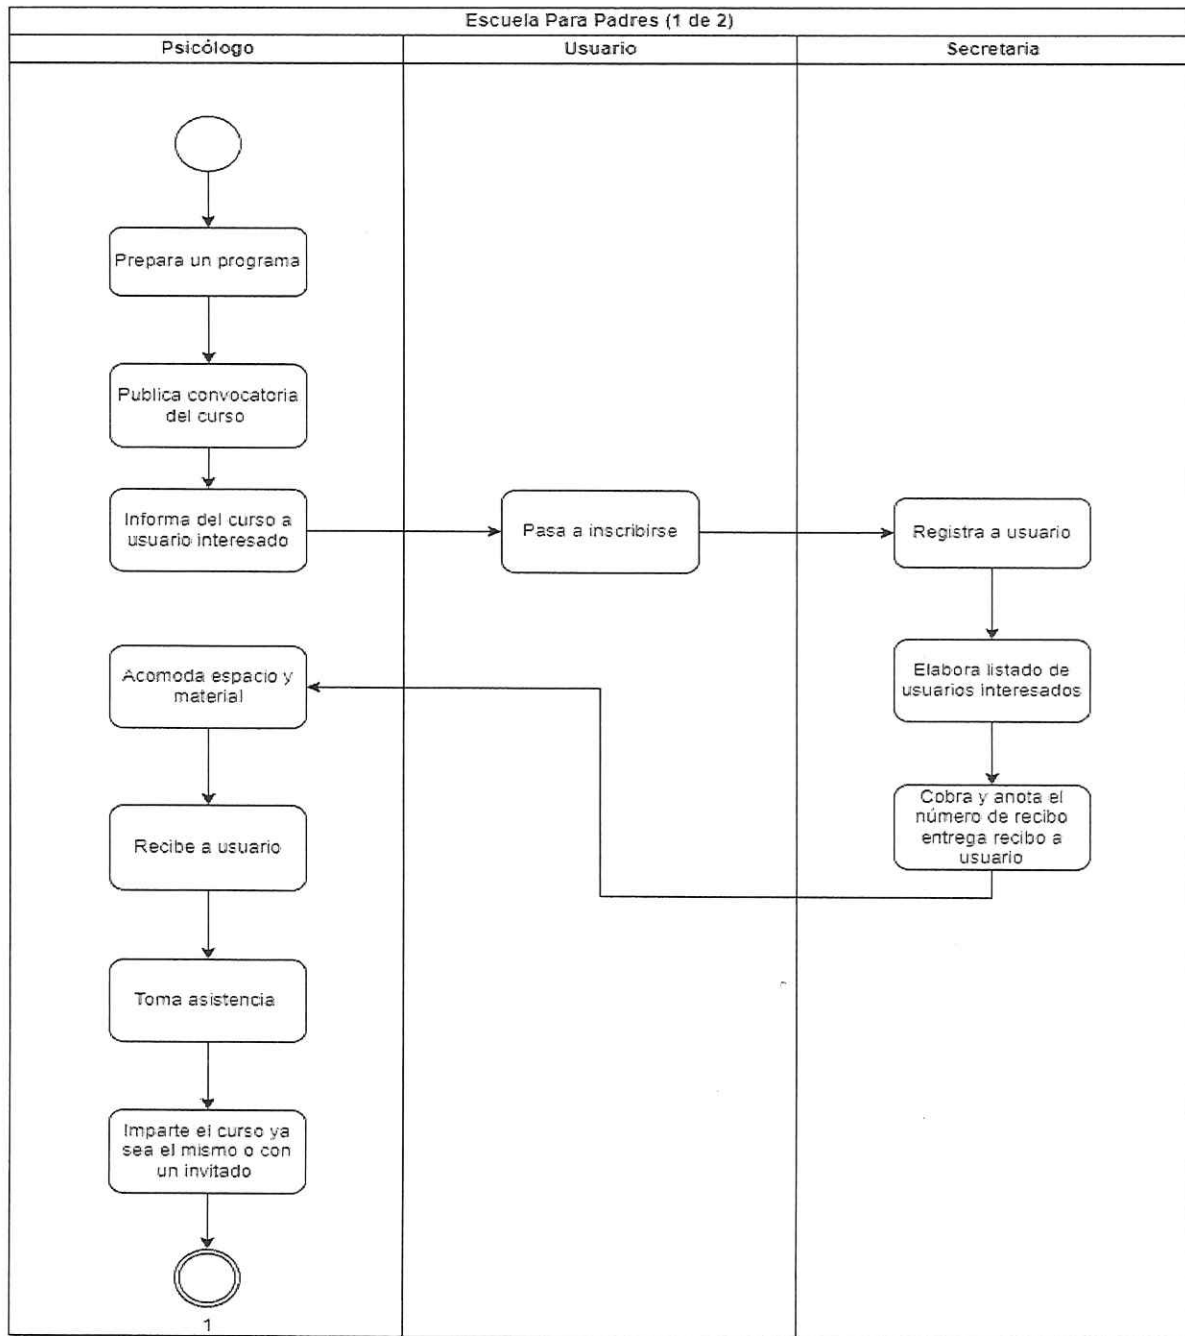 Escuela Para Padres (1 de 2)
Psicólogo
Usuario
Secretaria
Prepara un programa
Publica convocatoria
del curso
Informa del curso a
usuario interesado
Pasa a inscribirse
Registra a usuario
Elabora listado de
usuarios interesados
Cobra y anota el
número de recibo
entrega recibo a
usuario
Acomoda espacio y
material
Recibe a usuario
Toma asistencia
Imparte el curso ya
sea el mismo o con
un invitado
1